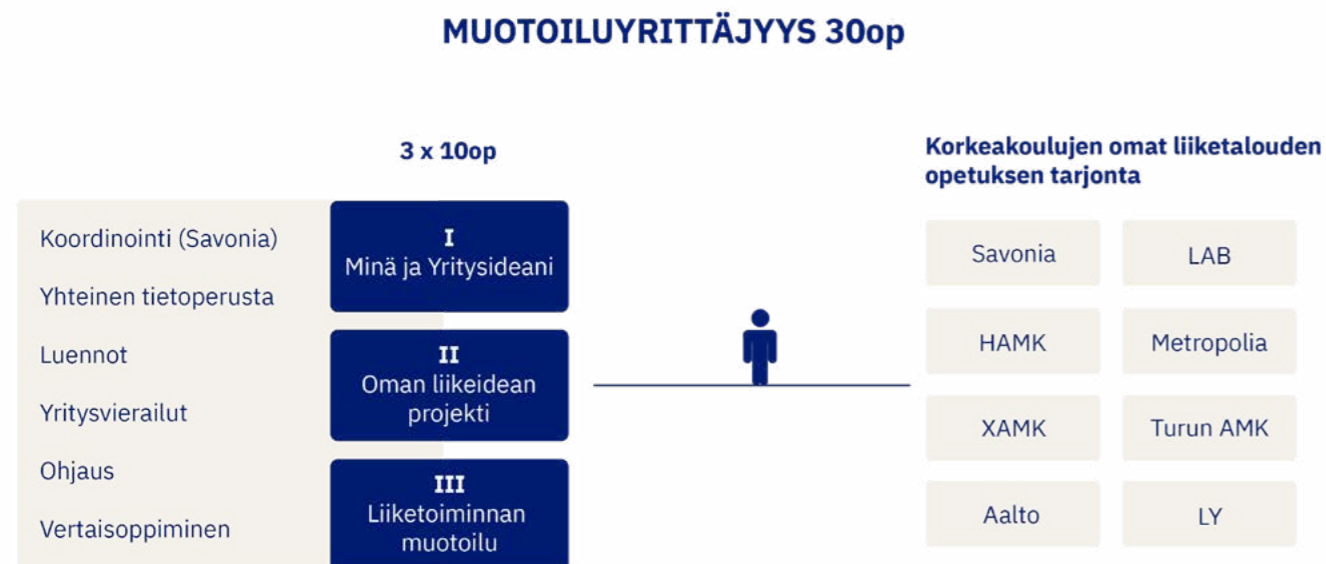 MUOTOILUYRITTÄJYYS 30op
3 x 10op
Koordinointi (Savonia)
Yhteinen tietoperusta
Luennot
Yritysvierailut
Ohjaus
Vertaisoppiminen
I
Minä ja Yritysideani
II
Oman liikeidean
projekti
III
Liiketoiminnan
muotoilu
Korkeakoulujen omat liiketalouden
opetuksen tarjonta
Savonia
LAB
HAMK
Metropolia
XAMK
Turun AMK
Aalto
LY